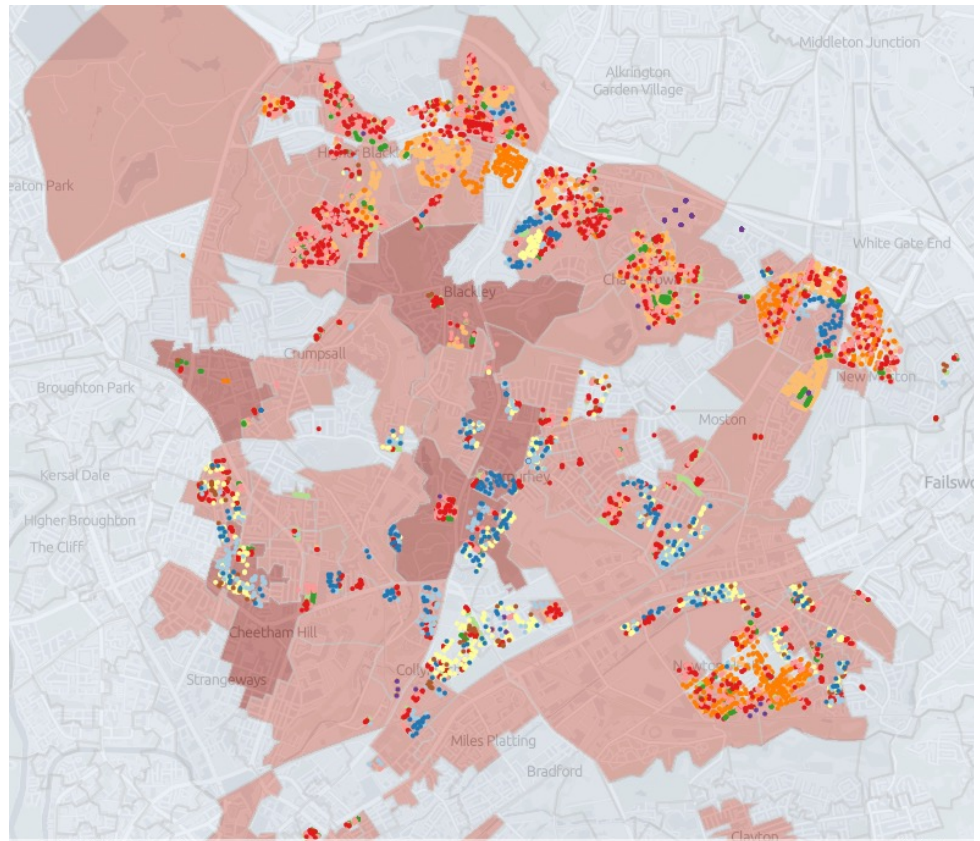 Middleton Junction
Alkrington
Garden Village
eaton Park
White Gate End
Blackley
Crumpsall
Broughton Park
New Moston
Moston
Kersal Dale
Failsw
Higher Broughton
The Cliff
Cheetham Hill
Strangeways
Colly
Miles Platting
Bradford
Clayton